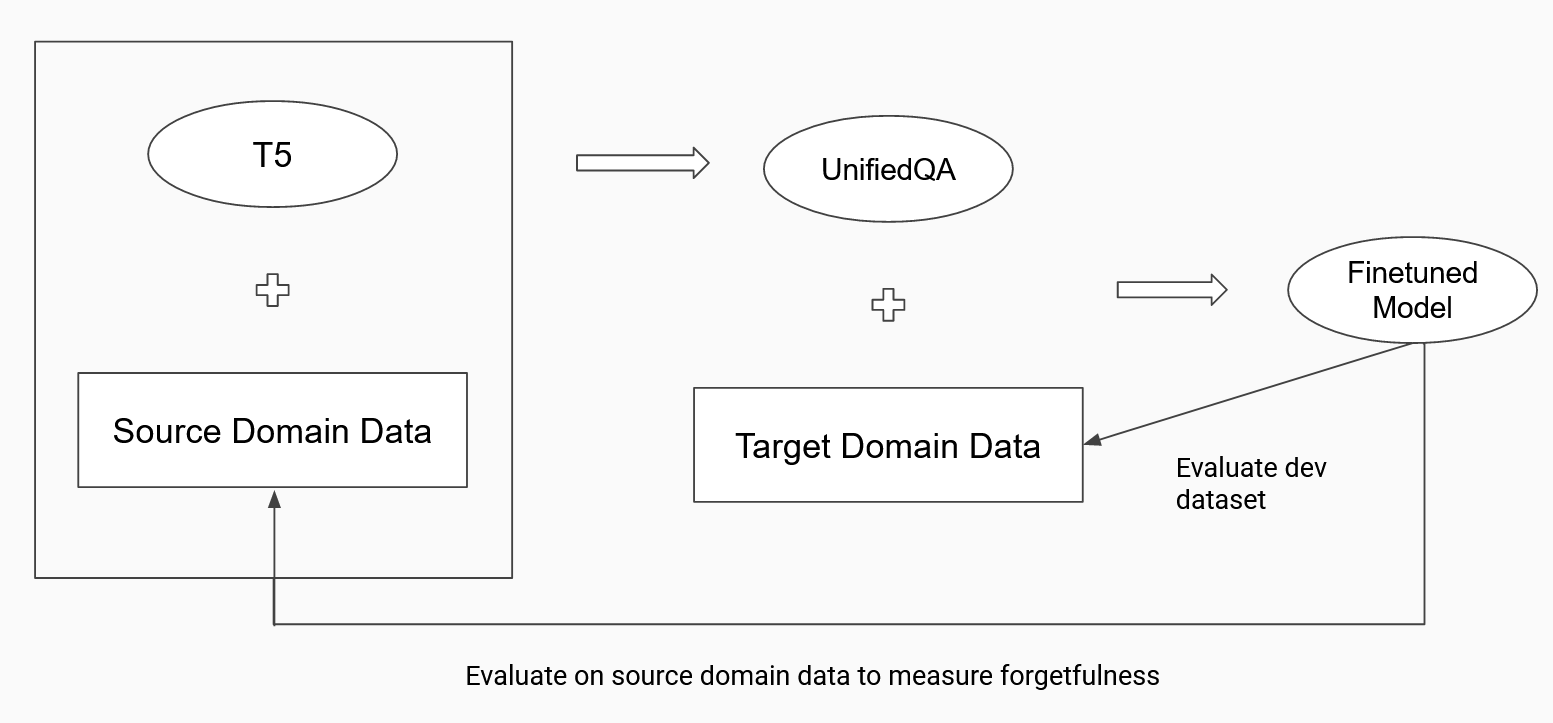 T5
UnifiedQA
Finetuned
Model
Source Domain Data
Target Domain Data
Evaluate dev
dataset
Evaluate on source domain data to measure forgetfulness